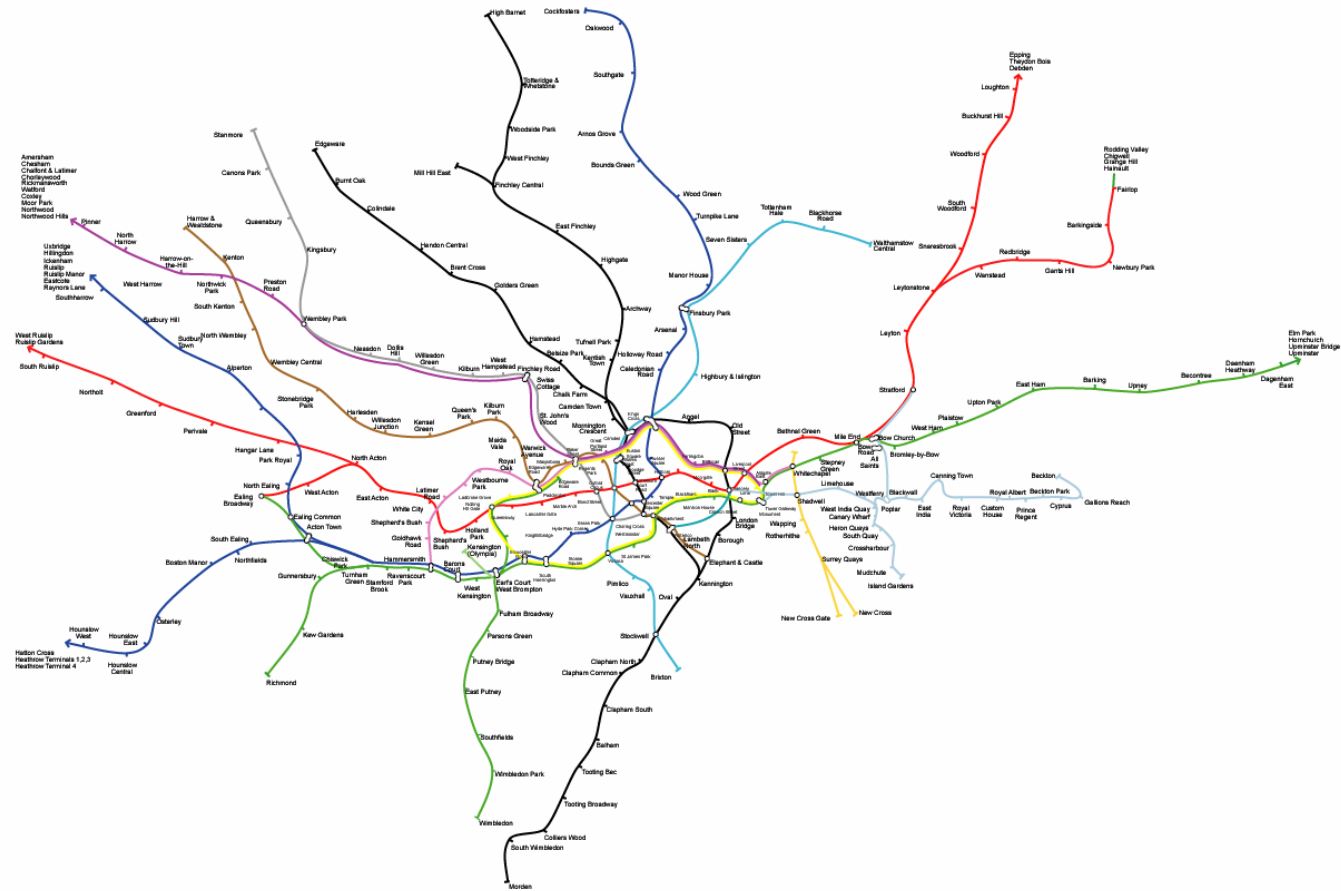 High Barnet
Cockfosters
Oakwood
Totteridge &
Whetstone
Southgate
Epping
Theydon Bois
Debden
Loughton
Buckhurst Hill
Woodside Park
Arnos Grove
Stanmore
Edgeware
West Finchley
Bounds Green
Woodford
Rodding Valley
Chigwell
Grange Hill
Hainault
Fairlop
Amersham
Chesham
Chalfont & Latimer
Chorleywood
Rickmansworth
Watford
Coxley
Moor Park
Northwood
Northwood Hills
Pinner
Canons Park
Burnt Oak
Mill Hill East
Finchley Central
Wood Green
Colindale
Turnpike Lane
Tottenham
Hale
Blackhorse
Road
South
Woodford
Barkingside
Harrow &
Wealdstone
Queensbury
East Finchley
North
Harrow
Seven Sisters
Walthamstow
Central
Snaresbrook
Redbridge
Wanstead
Gants Hill
Newbury Park
Uxbridge
Hillingdon
Ickenham
Ruislip
Ruislip Manor
Eastcote
Raynors Lane
Southharrow
Harrow-on-
the-Hill
Kenton
Kingsbury
Hendon Central
Brent Cross
Highgate
Manor House
West Harrow
Northwick
Park
Preston
Road
Golders Green
Leytonstone
South Kenton
Archway
Finsbury Park
Sudbury Hill
Wembley Park
Arsenal
Leyton
West Ruislip
Ruislip Gardens
Sudbury
Town
North Wembley
Neasdon
Dollis
Hill
Willesden
Green
Hamstead
Tufnell Park
Elm Park
Hornchurch
Upminster Bridge
Upminster
South Ruislip
Alperton
Wembley Central
Kilburn
West
Hampstead
Finchley Road
Belsize Park
Kentish
Town
Holloway Road
Caledonian
Road
Highbury & Islington
Stratford
East Ham
Barking
Upney
Becontree
Daenham
Heathway
Dagenham
East
Northolt
Swiss
Cottage
Chalk Farm
Camden Town
Greenford
Stonebridge
Park
Harlesden
Willesden
Junction
Kensel
Green
Queen's
Park
Kilburn
Park
St. John's
Wood
Mornington
Crescent
Angel
Upton Park
Perivale
Old
Street
Bethnal Green
Mile End
Bow
Road
Bow Church
West Ham
Plaistow
Hangar Lane
Park Royal
North Acton
Maida
Vale
Warwick
Avenue
Bromley-by-Bow
Stepney
Green
All
Saints
Whitechapel
North Ealing
Ealing
Broadway
West Acton
East Acton
Latimer
Road
Westbourne
Park
Royal
Oak
Limehouse
Westferry
Blackwall
Canning Town
Beckton
Royal Albert
Beckton Park
Gallions Reach
Cyprus
Shadwell
Poplar
East
India
Royal
Victoria
Custom
House
Prince
Regent
White City
Shepherd's Bush
Goldhawk
Road
Shepherd's
Bush
Holland
Park
Kensington
(Olympia)
Ealing Common
Acton Town
Wapping
Rotherhithe
West India Quay
Canary Wharf
Heron Quays
South Quay
Crossharbour
Mudchute
Island Gardens
London
Bridge
Borough
Lambeth
North
Elephant & Castle
South Ealing
Northfields
Boston Manor
Gunnersbury
Chiswick
Park
Turnham
Green
Stamford
Brook
Ravenscourt
Park
Hammersmith
Barons
Court
West
Kensington
Earl's Court
West Brompton
Surrey Quays
New Cross Gate
New Cross
Pimlico
Vauxhall
Kennington
Oval
Fulham Broadway
Osterley
Hounslow
West
Hounslow
East
Hounslow
Central
Hatton Cross
Heathrow Terminals 1,2,3
Heathrow Terminal 4
Kew Gardens
Richmond
Parsons Green
Putney Bridge
East Putney
Southfields
Wimbledon Park
Wimbledon
Stockwell
Brixton
Clapham North
Clapham Common
Clapham South
Balham
Tooting Bec
Tooting Broadway
Colliers Wood
South Wimbledon
Morden